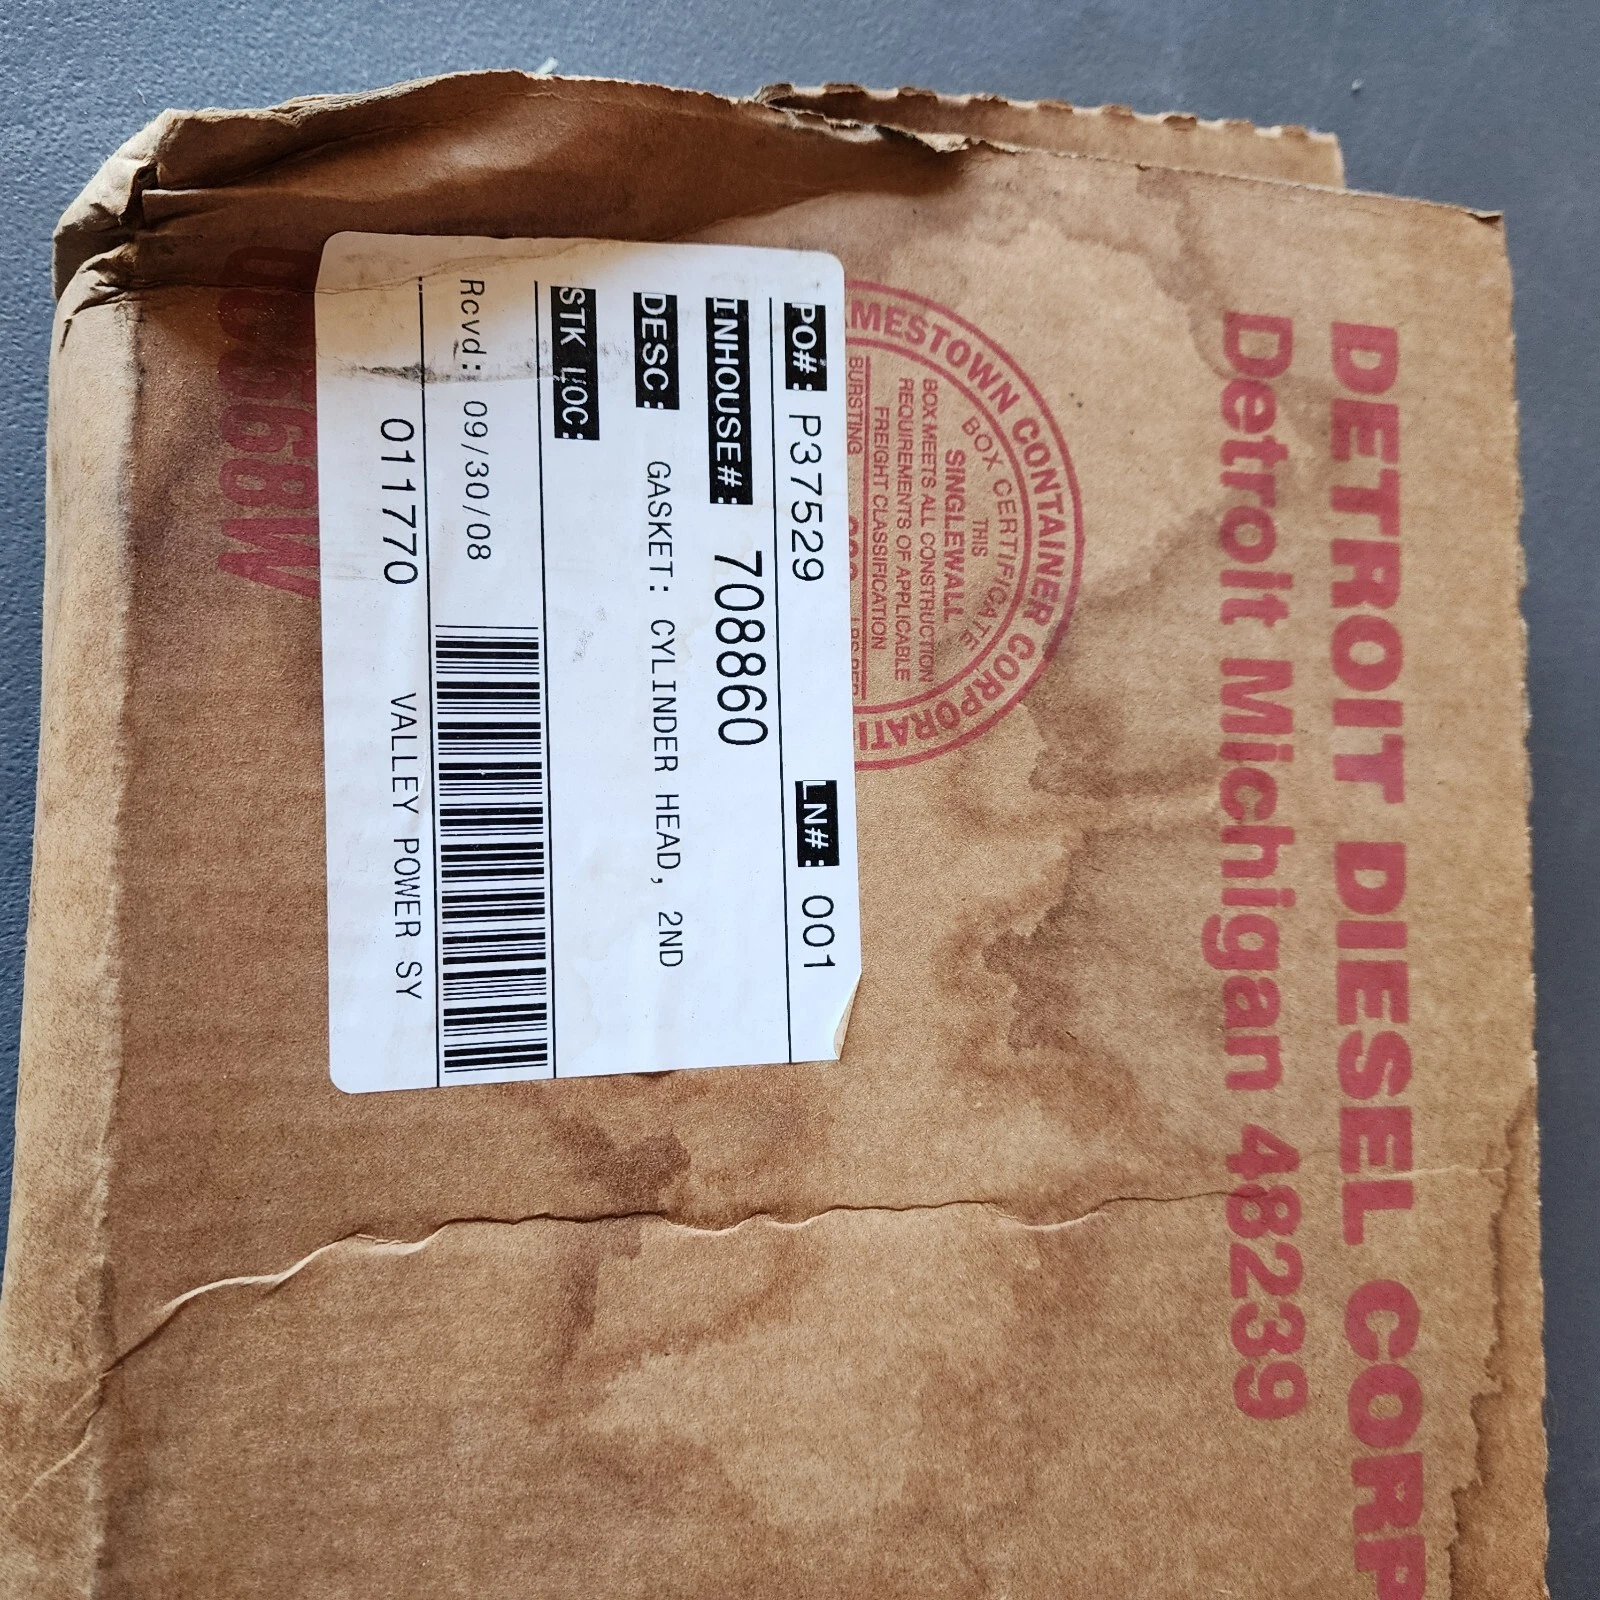 DETROIT DIESEL CORP
Detroit Michigan 48239
MESTOWN CONTAINER CORPORATI
BOX CERTIFICATE
THIS
SINGLEWALL
BOX MEETS ALL CONSTRUCTION
REQUIREMENTS OF APPLICABLE
FREIGHT CLASSIFICATION
BURSTING
PO#: P37529 LN#: 001
INHOUSE#: 708860
DESC: GASKET: CYLINDER HEAD, 2ND
STK LOC:
Rcvd: 09/30/08
011770 VALLEY POWER SY